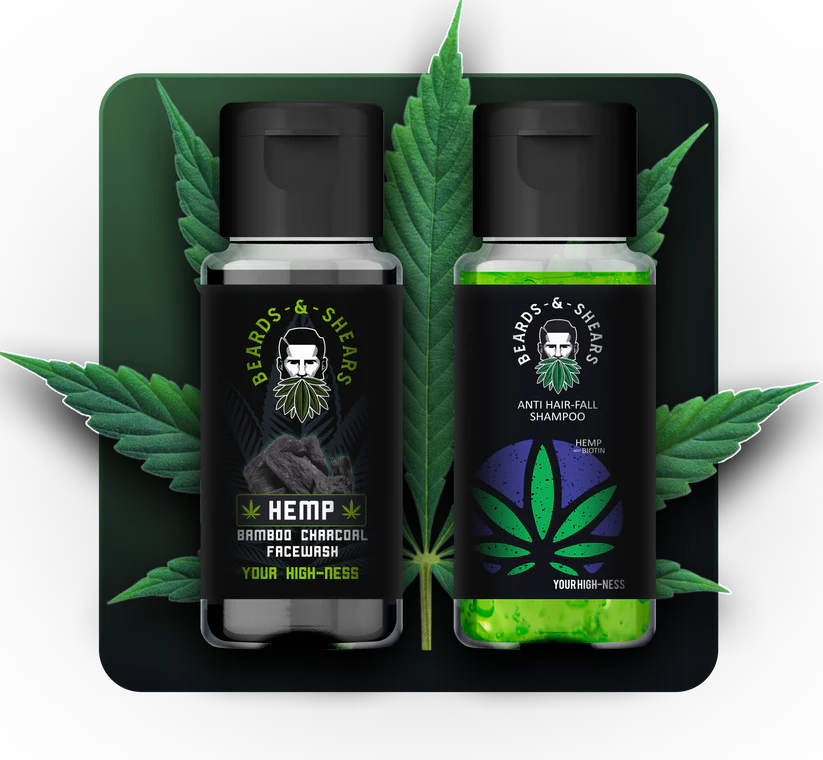 BEARDS-&-SHEARS
HEMP
BAMBOO CHARCOAL
FACEWASH
YOUR HIGH-NESS
BEARDS-&-SHEARS
ANTI HAIR-FALL
SHAMPOO
HEMP
with BIOTIN
YOUR HIGH-NESS